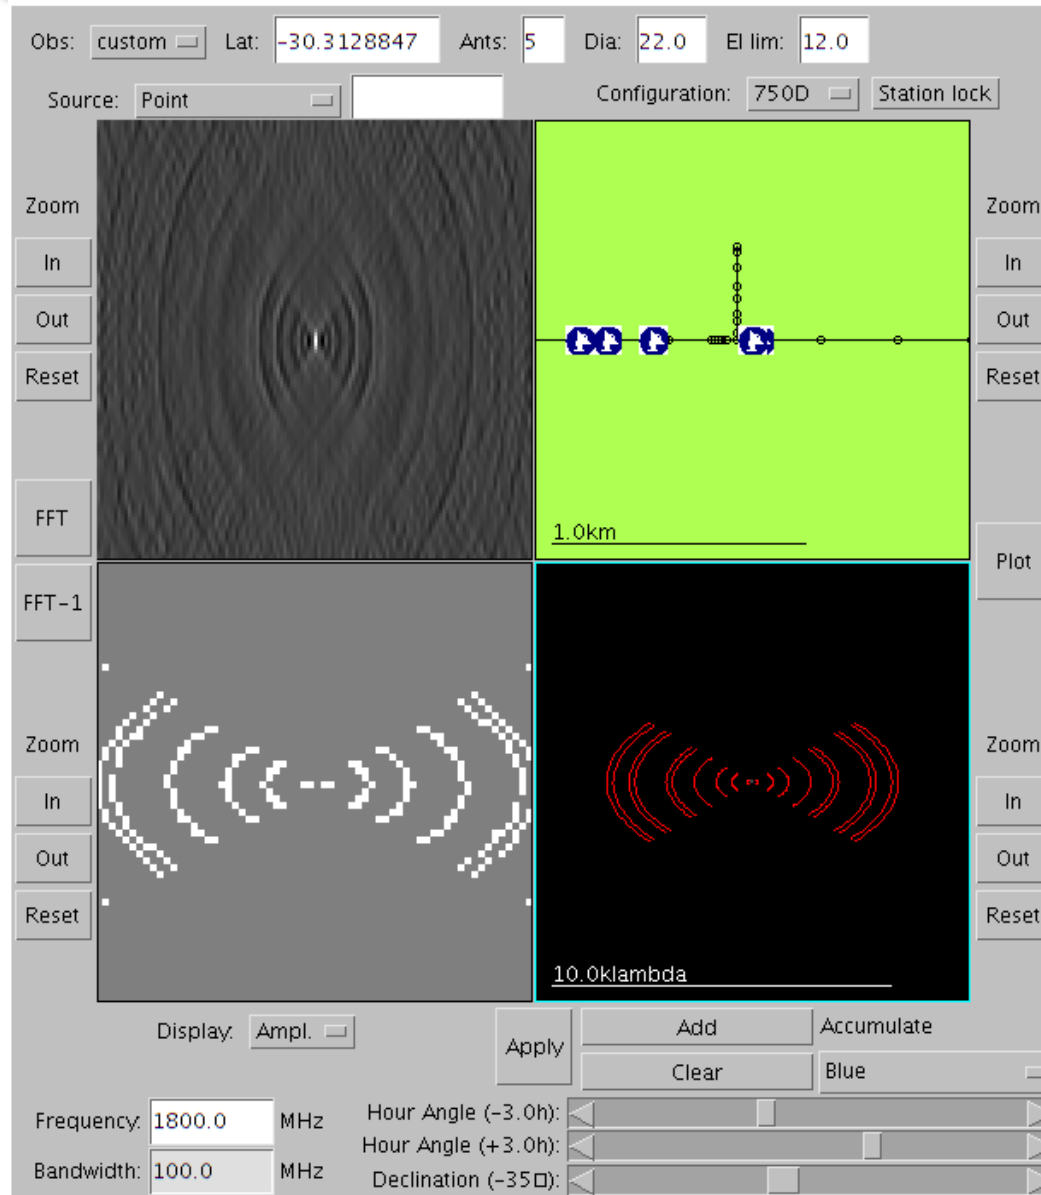 Obs: custom Lat: -30.3128847 Ants: 5 Dia: 22.0 El lim: 12.0
Source: Point Configuration: 750D Station lock
Zoom Zoom
In In
Out Out
Reset Reset
1.0km
FFT Plot
FFT-1
Zoom Zoom
In In
Out Out
Reset Reset
10.0klambda
Display: Ampl. Apply Add Accumulate
Clear Blue
Frequency: 1800.0 MHz Hour Angle (-3.0h):
Hour Angle (+3.0h):
Bandwidth: 100.0 MHz Declination (-35□):